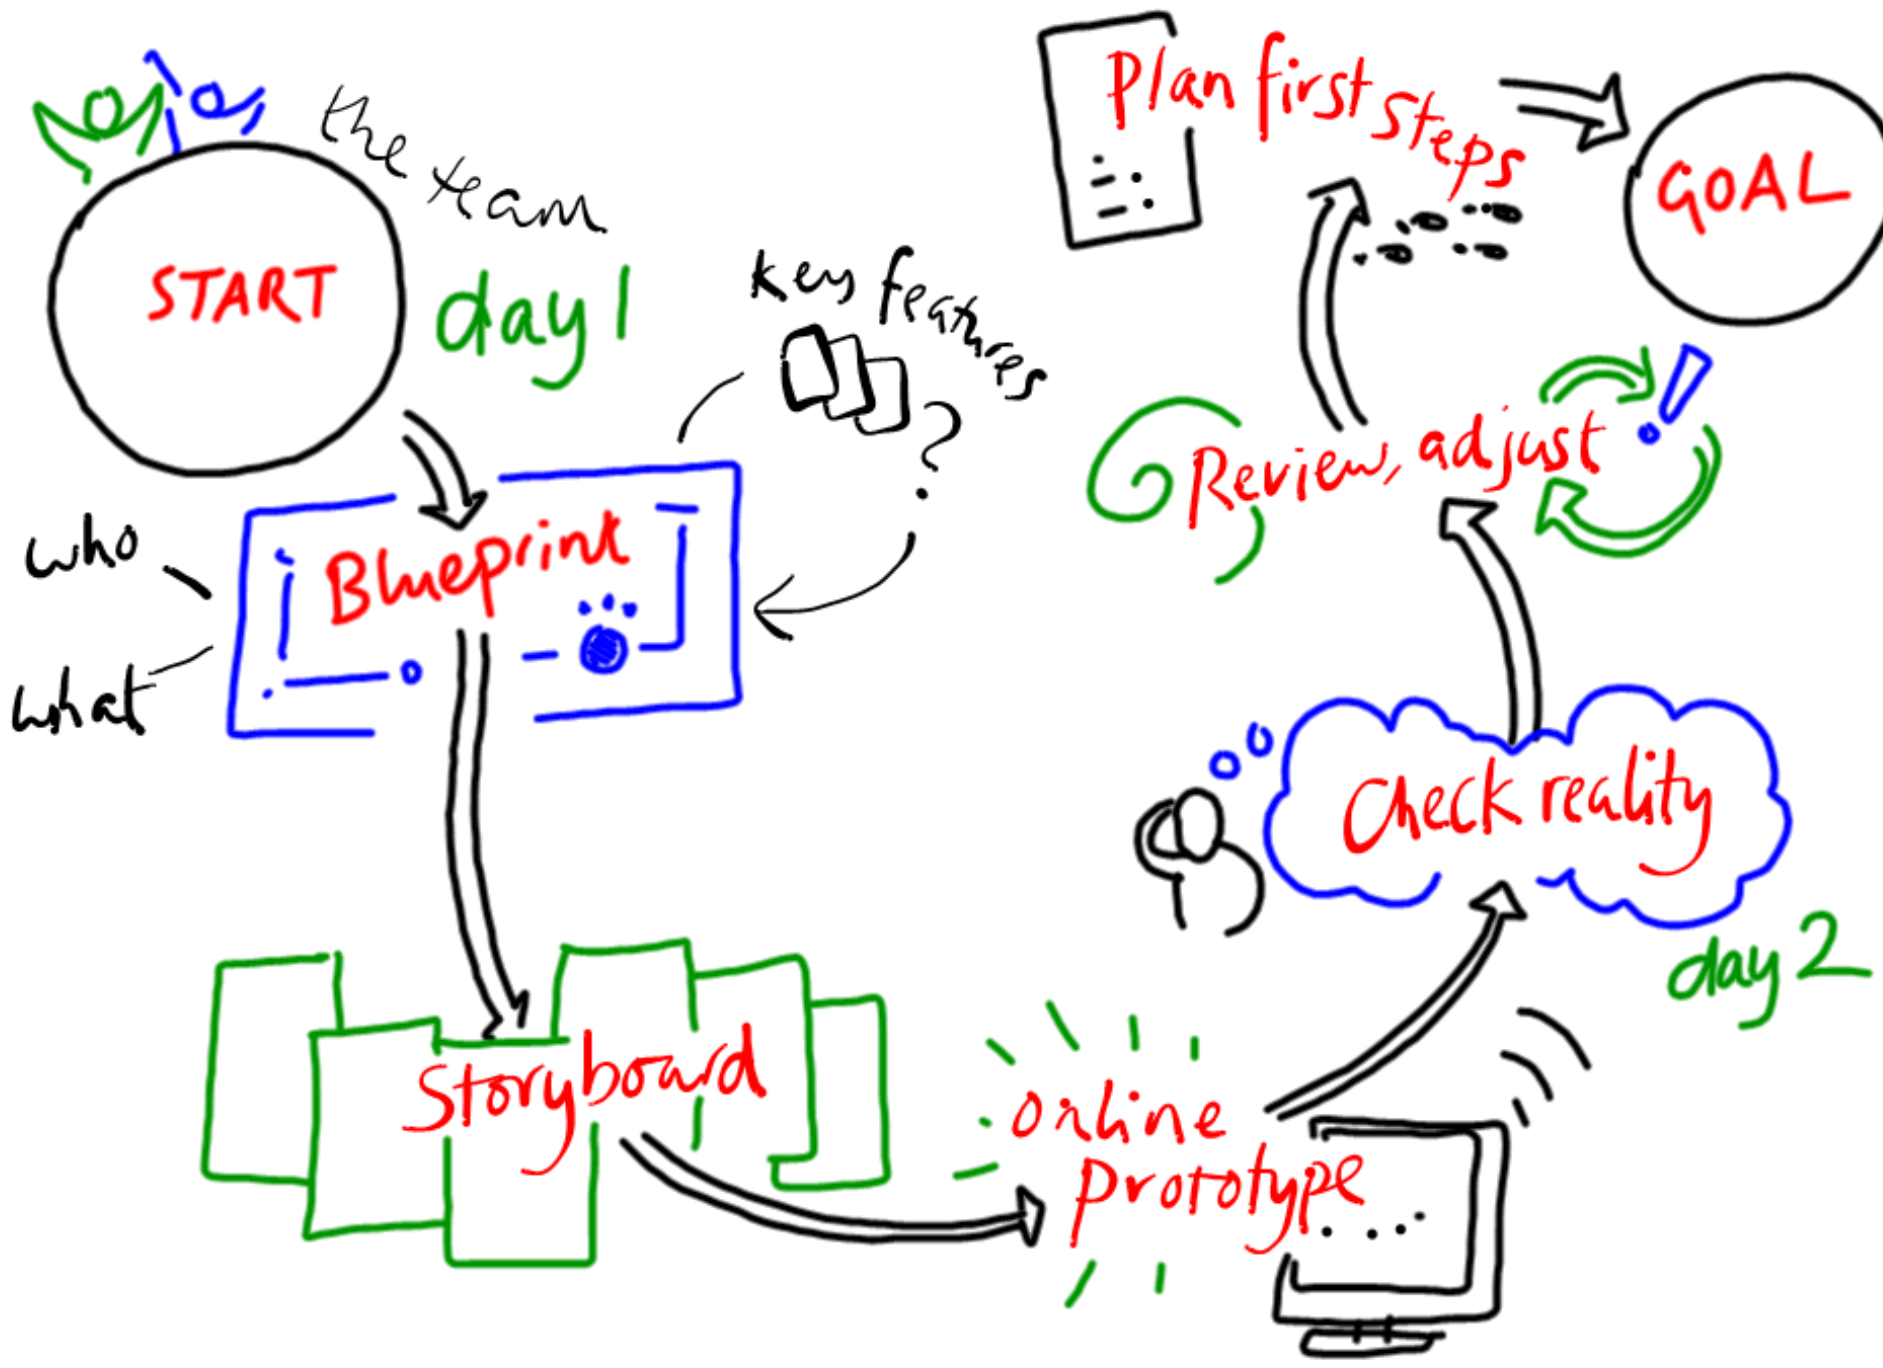 the team
START
day 1
key features
?
who
what
Blueprint
Storyboard
online
prototype
day 2
Check reality
Review, adjust
!
Plan first steps
GOAL